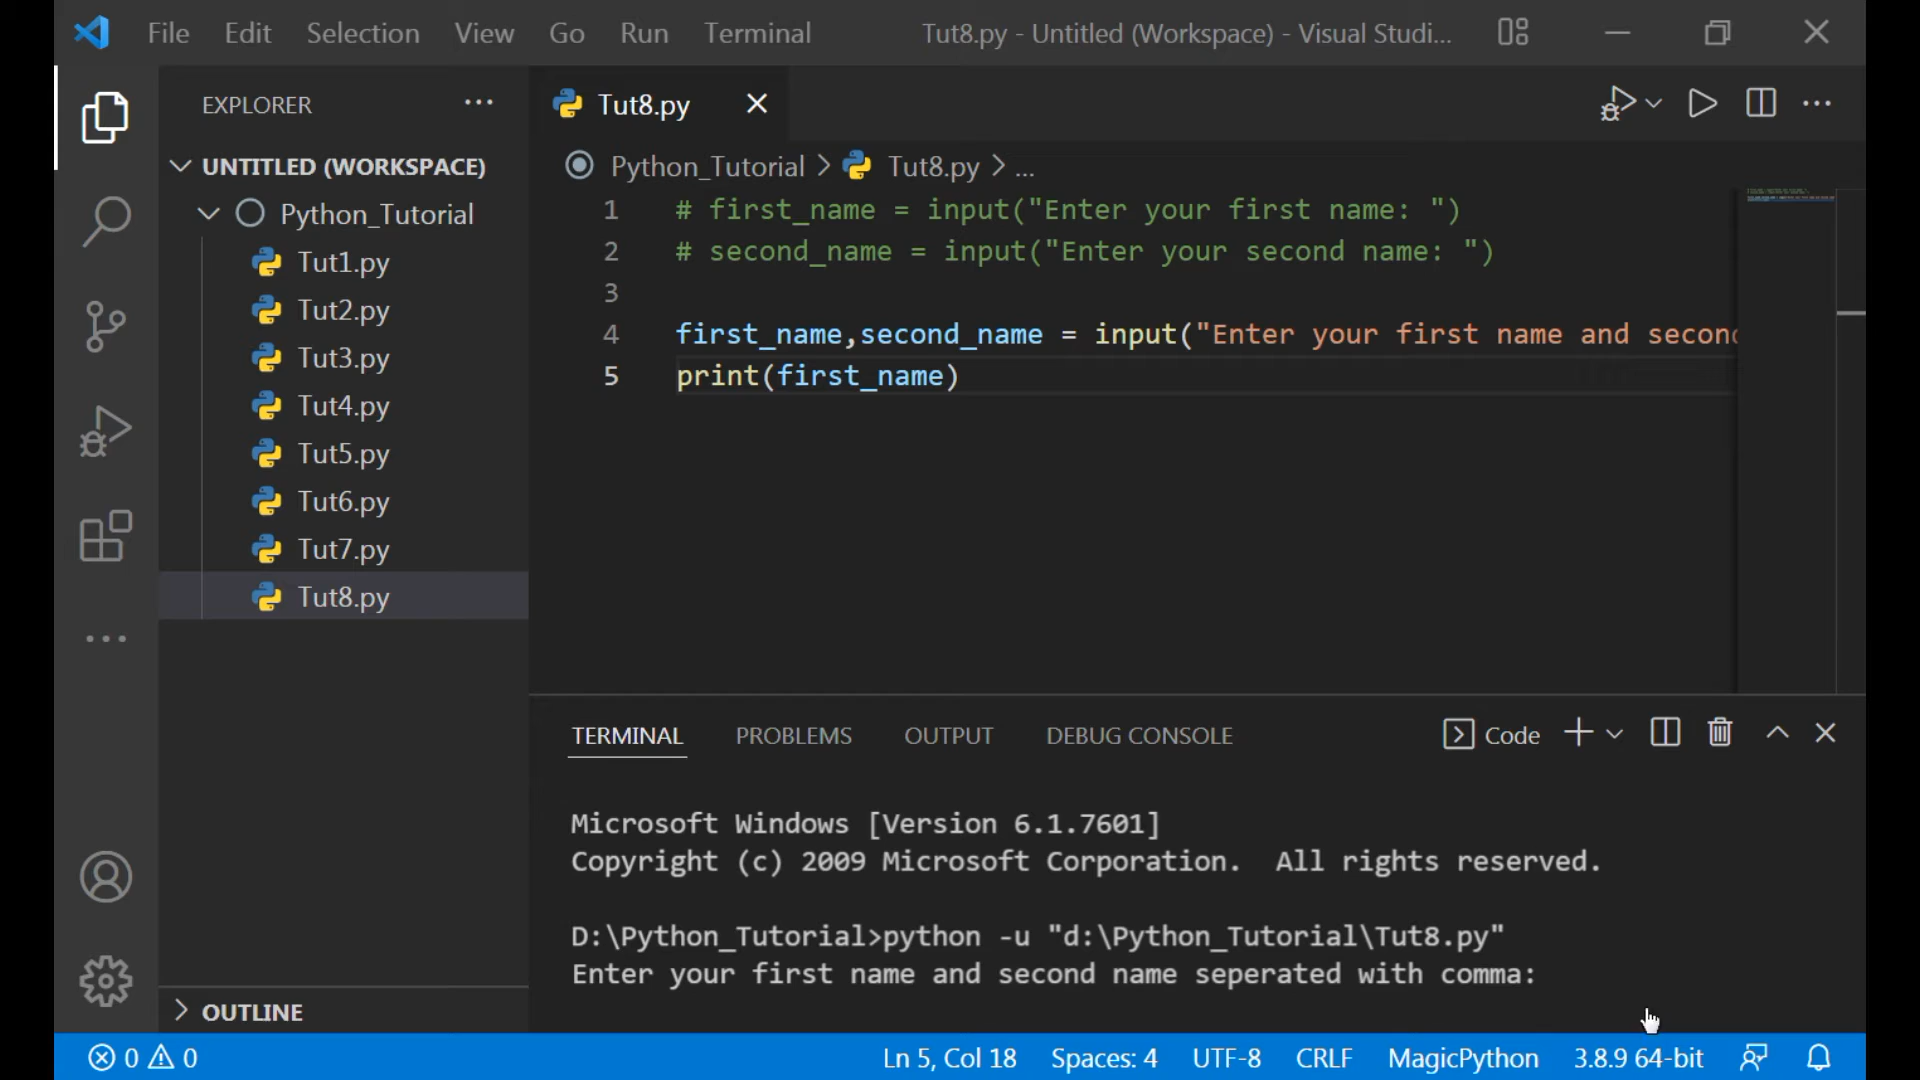 File Edit Selection View Go Run Terminal Tut8.py - Untitled (Workspace) - Visual Studi...
EXPLORER
UNTITLED (WORKSPACE)
Python_Tutorial
Tut1.py
Tut2.py
Tut3.py
Tut4.py
Tut5.py
Tut6.py
Tut7.py
Tut8.py
OUTLINE
Tut8.py
Python_Tutorial > Tut8.py > ...
1 # first_name = input("Enter your first name: ")
2 # second_name = input("Enter your second name: ")
3
4 first_name,second_name = input("Enter your first name and second
5 print(first_name)
TERMINAL PROBLEMS OUTPUT DEBUG CONSOLE Code
Microsoft Windows [Version 6.1.7601]
Copyright (c) 2009 Microsoft Corporation. All rights reserved.
D:\Python_Tutorial>python -u "d:\Python_Tutorial\Tut8.py"
Enter your first name and second name seperated with comma:
0 0 Ln 5, Col 18 Spaces: 4 UTF-8 CRLF MagicPython 3.8.9 64-bit